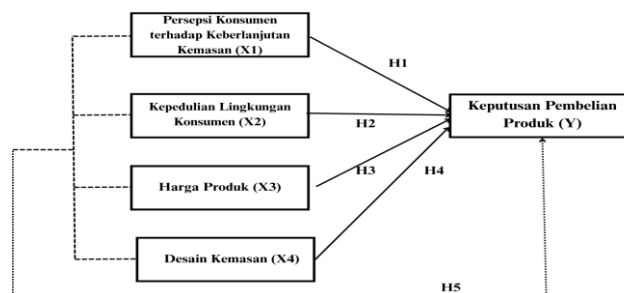 Persepsi Konsumen
terhadap Keberlanjutan
Kemasan (X1)
H1
Kepedulian Lingkungan
Konsumen (X2)
H2
Keputusan Pembelian
Produk (Y)
Harga Produk (X3)
H3
H4
Desain Kemasan (X4)
H5